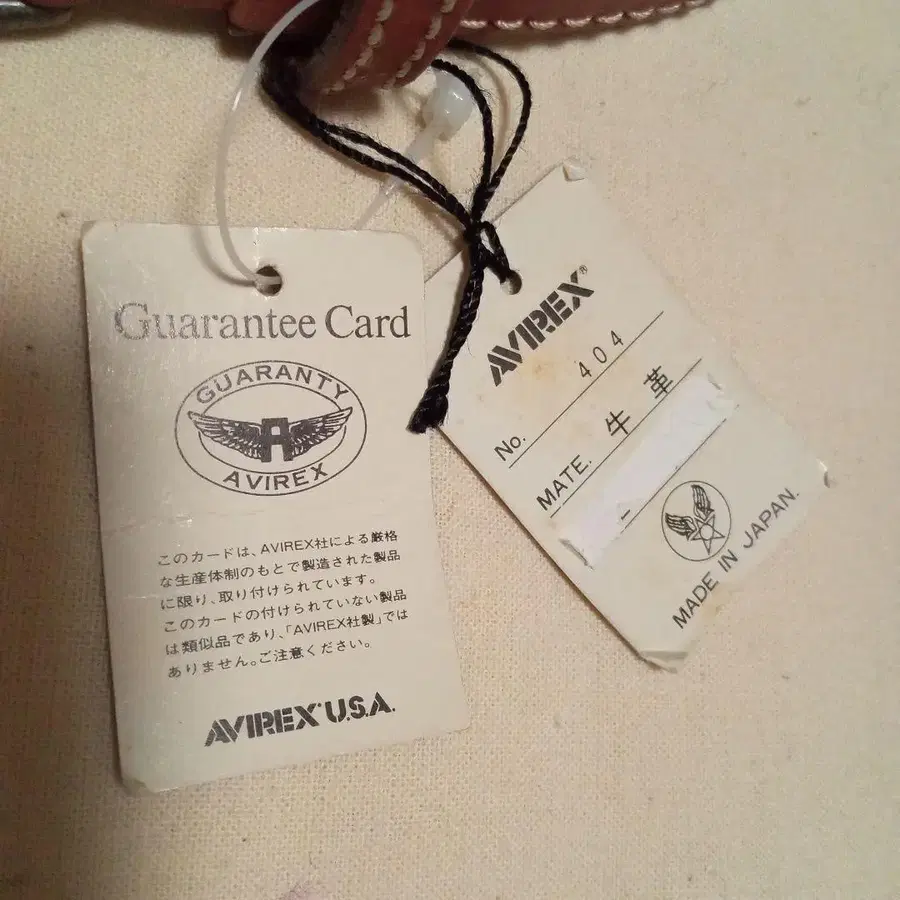 Guarantee Card
GUARANTY
A
AVIREX
このカードは、AVIREX社による厳格
な生産体制のもとで製造された製品
に限り、取り付けられています。
このカードの付けられていない製品
は類似品であり、「AVIREX社製」では
ありません。ご注意ください。
AVIREX U.S.A.
AVIREX®
No. 404
MATE. 牛革
MADE IN JAPAN.